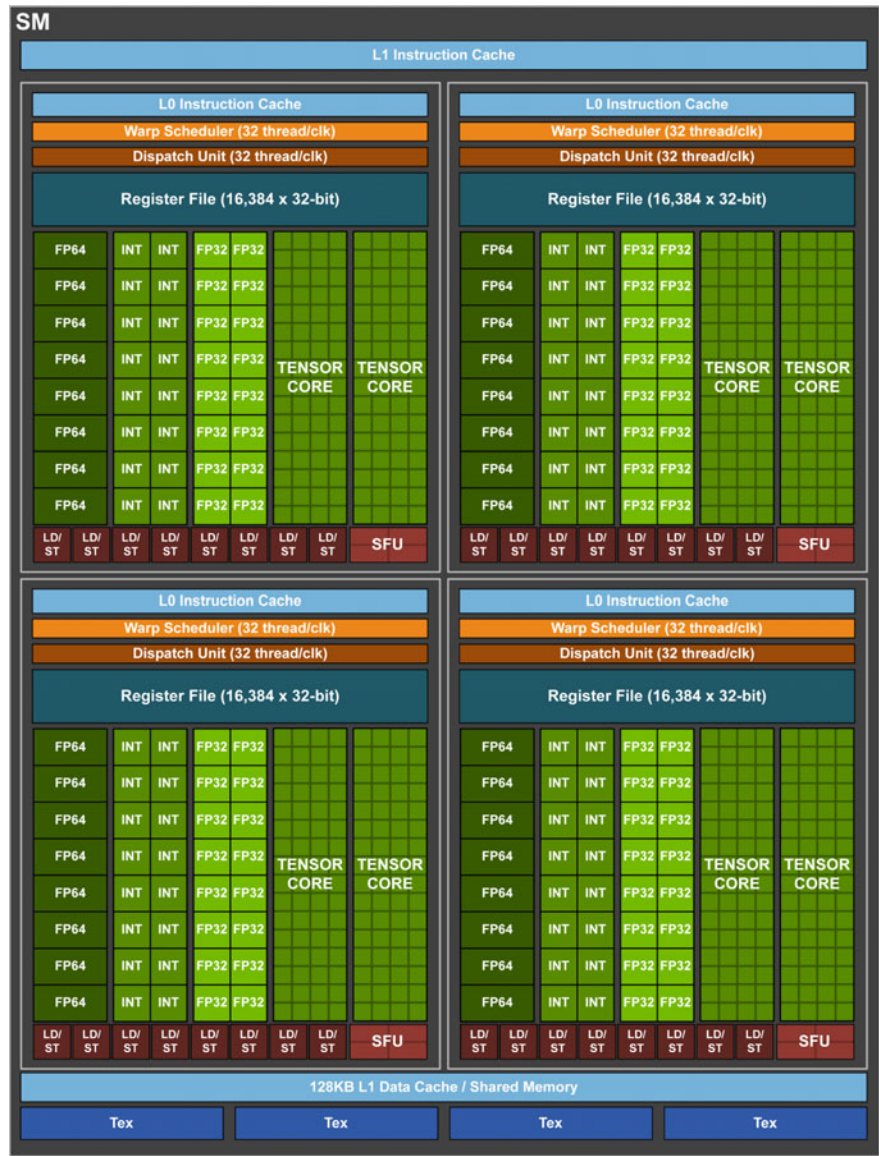 SM
L1 Instruction Cache
L0 Instruction Cache
Warp Scheduler (32 thread/clk)
Dispatch Unit (32 thread/clk)
Register File (16,384 x 32-bit)
FP64 INT INT FP32 FP32
FP64 INT INT FP32 FP32
FP64 INT INT FP32 FP32
FP64 INT INT FP32 FP32
FP64 INT INT FP32 FP32
FP64 INT INT FP32 FP32
FP64 INT INT FP32 FP32
FP64 INT INT FP32 FP32
TENSOR TENSOR
CORE CORE
LD/ LD/ LD/ LD/ LD/ LD/ LD/ LD/
ST ST ST ST ST ST ST ST
SFU
L0 Instruction Cache
Warp Scheduler (32 thread/clk)
Dispatch Unit (32 thread/clk)
Register File (16,384 x 32-bit)
FP64 INT INT FP32 FP32
FP64 INT INT FP32 FP32
FP64 INT INT FP32 FP32
FP64 INT INT FP32 FP32
FP64 INT INT FP32 FP32
FP64 INT INT FP32 FP32
FP64 INT INT FP32 FP32
FP64 INT INT FP32 FP32
TENSOR TENSOR
CORE CORE
LD/ LD/ LD/ LD/ LD/ LD/ LD/ LD/
ST ST ST ST ST ST ST ST
SFU
L0 Instruction Cache
Warp Scheduler (32 thread/clk)
Dispatch Unit (32 thread/clk)
Register File (16,384 x 32-bit)
FP64 INT INT FP32 FP32
FP64 INT INT FP32 FP32
FP64 INT INT FP32 FP32
FP64 INT INT FP32 FP32
FP64 INT INT FP32 FP32
FP64 INT INT FP32 FP32
FP64 INT INT FP32 FP32
FP64 INT INT FP32 FP32
TENSOR TENSOR
CORE CORE
LD/ LD/ LD/ LD/ LD/ LD/ LD/ LD/
ST ST ST ST ST ST ST ST
SFU
L0 Instruction Cache
Warp Scheduler (32 thread/clk)
Dispatch Unit (32 thread/clk)
Register File (16,384 x 32-bit)
FP64 INT INT FP32 FP32
FP64 INT INT FP32 FP32
FP64 INT INT FP32 FP32
FP64 INT INT FP32 FP32
FP64 INT INT FP32 FP32
FP64 INT INT FP32 FP32
FP64 INT INT FP32 FP32
FP64 INT INT FP32 FP32
TENSOR TENSOR
CORE CORE
LD/ LD/ LD/ LD/ LD/ LD/ LD/ LD/
ST ST ST ST ST ST ST ST
SFU
128KB L1 Data Cache / Shared Memory
Tex Tex Tex Tex